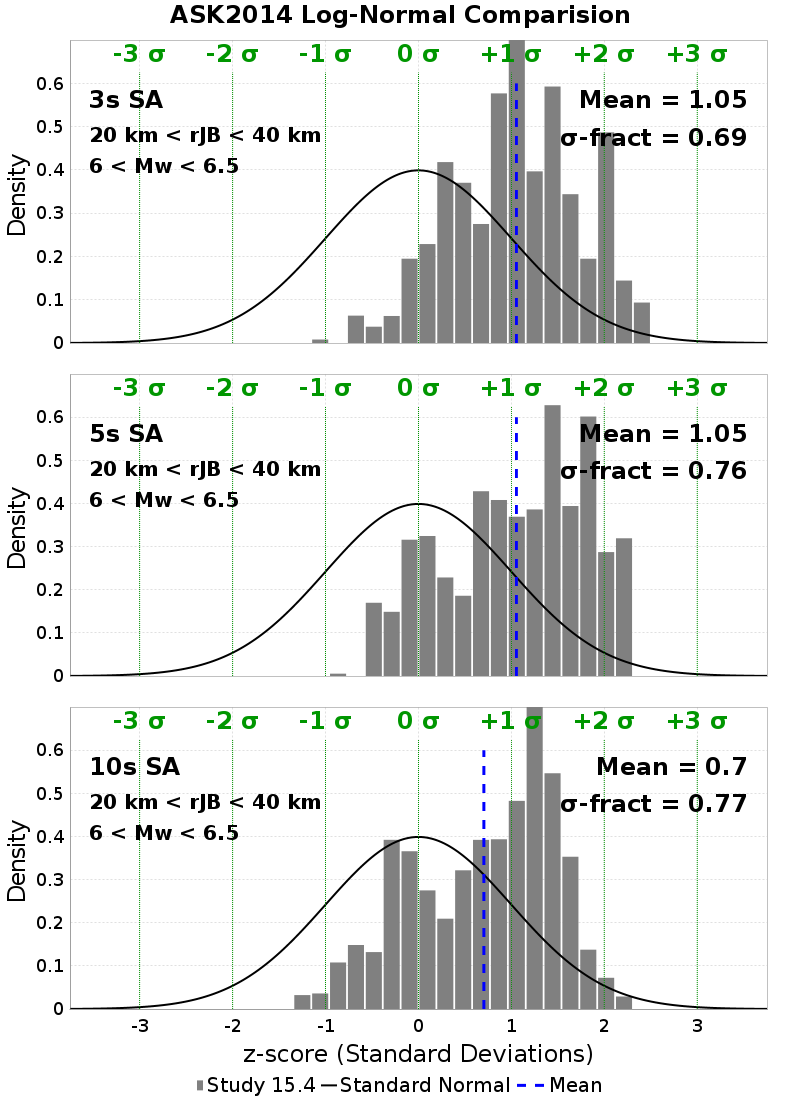 ASK2014 Log-Normal Comparision
-3 σ -2 σ -1 σ 0 σ +1 σ +2 σ +3 σ
3s SA
20 km < rJB < 40 km
6 < Mw < 6.5
Mean = 1.05
σ-fract = 0.69
Density
0.6
0.5
0.4
0.3
0.2
0.1
0
-3 σ -2 σ -1 σ 0 σ +1 σ +2 σ +3 σ
5s SA
20 km < rJB < 40 km
6 < Mw < 6.5
Mean = 1.05
σ-fract = 0.76
Density
0.6
0.5
0.4
0.3
0.2
0.1
0
-3 σ -2 σ -1 σ 0 σ +1 σ +2 σ +3 σ
10s SA
20 km < rJB < 40 km
6 < Mw < 6.5
Mean = 0.7
σ-fract = 0.77
Density
0.6
0.5
0.4
0.3
0.2
0.1
0
-3 -2 -1 0 1 2 3
z-score (Standard Deviations)
Study 15.4 Standard Normal Mean